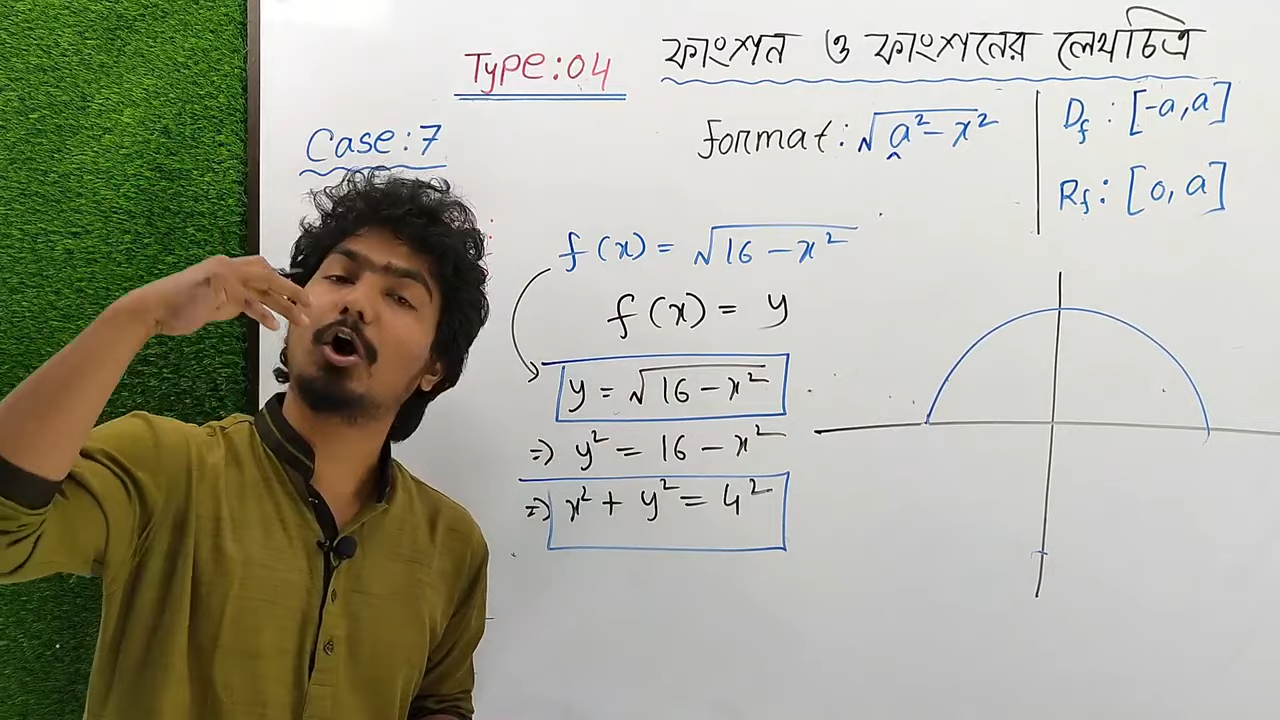 ফাংশন ও ফাংশনের লেখচিত্র
Type:04
Case:7
Format: √(a² - x²)
D_f : [-a, a]
R_f : [0, a]
f(x) = √(16 - x²)
f(x) = y
y = √(16 - x²)
⇒ y² = 16 - x²
⇒ x² + y² = 4²